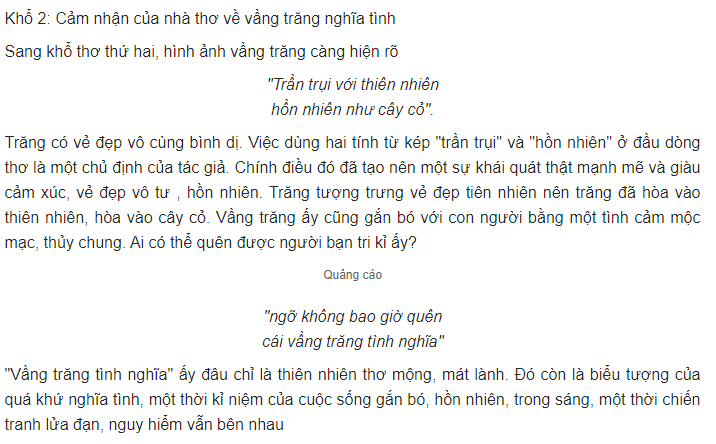 Khổ 2: Cảm nhận của nhà thơ về vầng trăng nghĩa tình
Sang khổ thơ thứ hai, hình ảnh vầng trăng càng hiện rõ
"Trần trụi với thiên nhiên
hồn nhiên như cây cỏ".
Trăng có vẻ đẹp vô cùng bình dị. Việc dùng hai tính từ kép "trần trụi" và "hồn nhiên" ở đầu dòng
thơ là một chủ định của tác giả. Chính điều đó đã tạo nên một sự khái quát thật mạnh mẽ và giàu
cảm xúc, vẻ đẹp vô tư , hồn nhiên. Trăng tượng trưng vẻ đẹp tiên nhiên nên trăng đã hòa vào
thiên nhiên, hòa vào cây cỏ. Vầng trăng ấy cũng gắn bó với con người bằng một tình cảm mộc
mạc, thủy chung. Ai có thể quên được người bạn tri kỉ ấy?
Quảng cáo
"ngỡ không bao giờ quên
cái vầng trăng tình nghĩa"
"Vầng trăng tình nghĩa" ấy đâu chỉ là thiên nhiên thơ mộng, mát lành. Đó còn là biểu tượng của
quá khứ nghĩa tình, một thời kỉ niệm của cuộc sống gắn bó, hồn nhiên, trong sáng, một thời chiến
tranh lửa đạn, nguy hiểm vẫn bên nhau